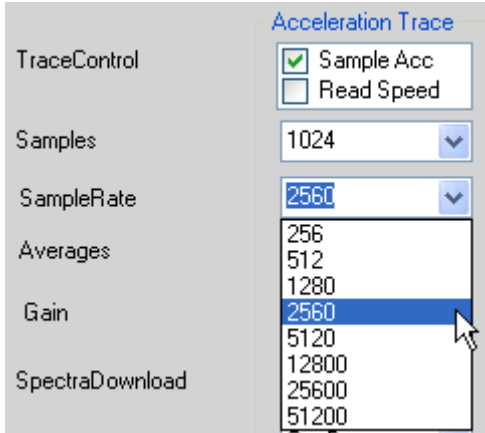 Acceleration Trace
TraceControl
Sample Acc
Read Speed
Samples
1024
SampleRate
2560
256
512
1280
2560
5120
12800
25600
51200
Averages
Gain
SpectraDownload